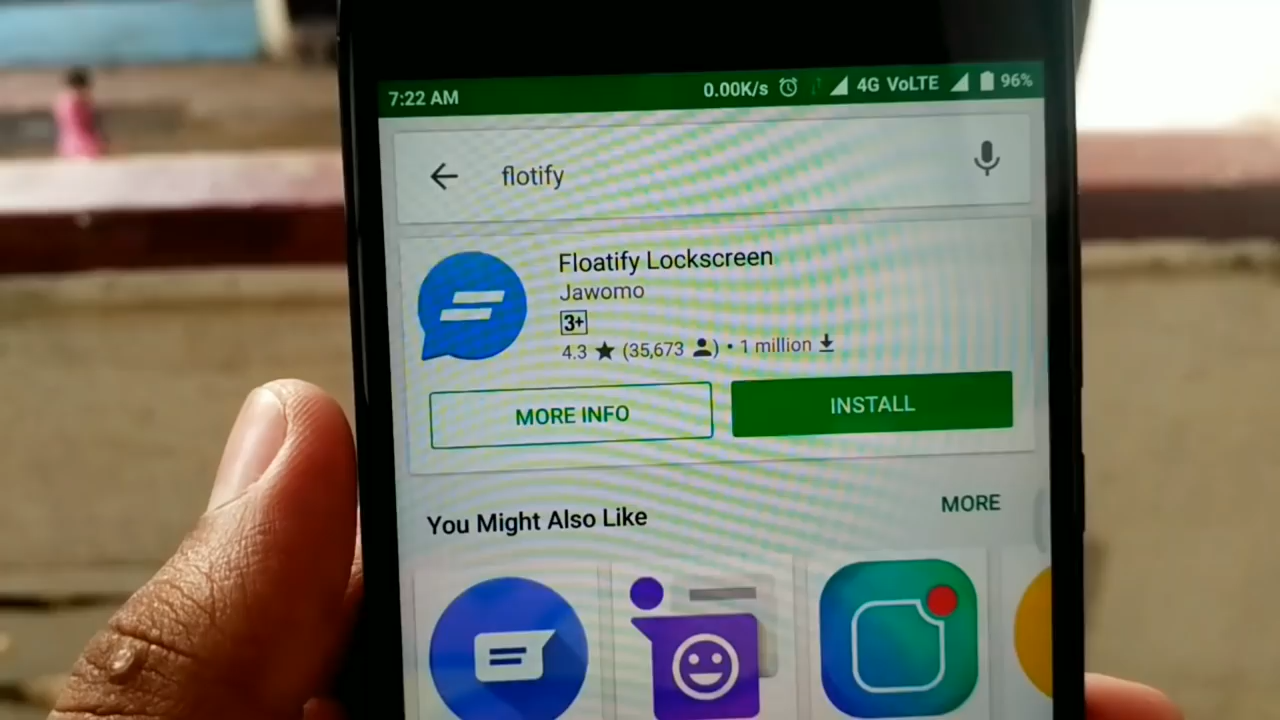 7:22 AM 0.00K/s 4G VoLTE 96%
flotify
Floatify Lockscreen
Jawomo
3+
4.3 ★ (35,673 ) • 1 million
MORE INFO INSTALL
You Might Also Like MORE